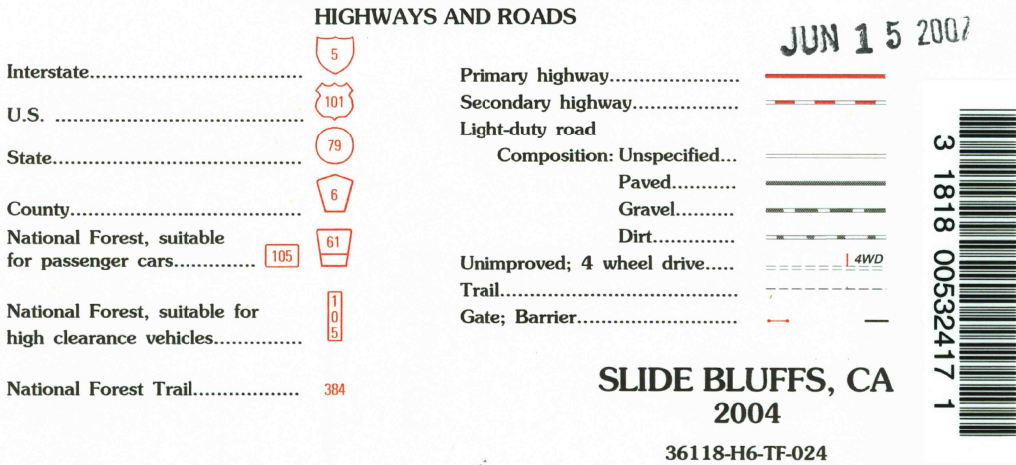 HIGHWAYS AND ROADS
Interstate.............................. 5
U.S. .................................. 101
State................................... 79
County.................................. 6
National Forest, suitable
for passenger cars............... 105 61
National Forest, suitable for
high clearance vehicles............... 105
National Forest Trail.................. 384
JUN 15 2007
Primary highway.......................
Secondary highway...................
Light-duty road
Composition: Unspecified...
Paved...........
Gravel..........
Dirt..............
Unimproved; 4 wheel drive..... 4WD
Trail..........................................
Gate; Barrier.............................
SLIDE BLUFFS, CA
2004
36118-H6-TF-024
3 1818 00532417 1